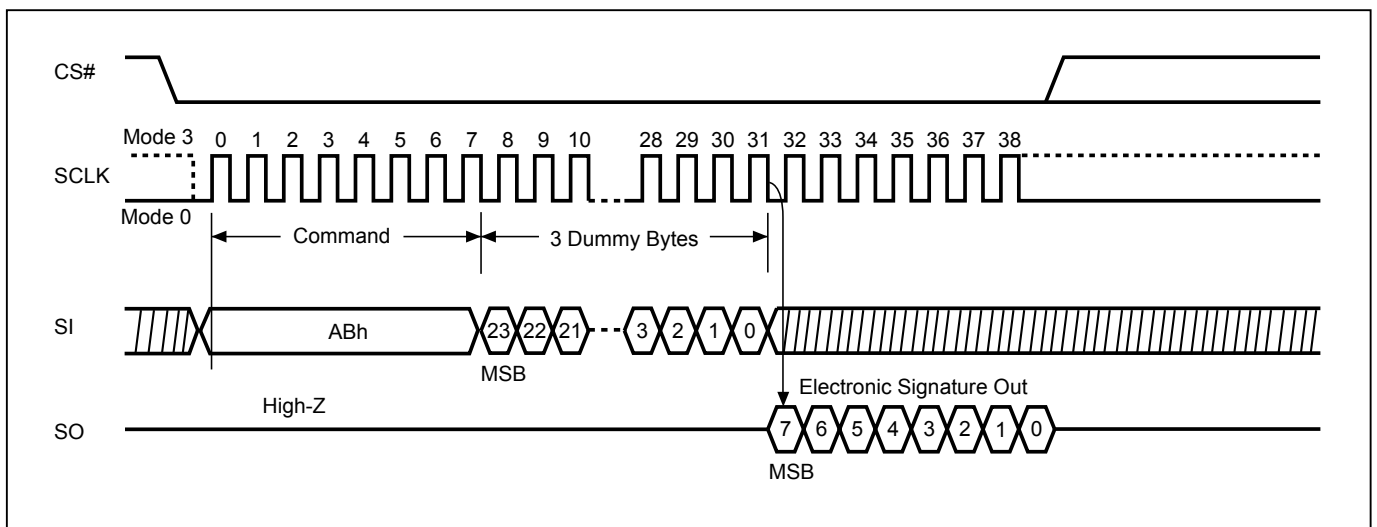 CS#
Mode 3 0 1 2 3 4 5 6 7 8 9 10 28 29 30 31 32 33 34 35 36 37 38
SCLK
Mode 0
Command 3 Dummy Bytes
SI ABh 23 22 21 3 2 1 0
MSB
Electronic Signature Out
High-Z
SO 7 6 5 4 3 2 1 0
MSB